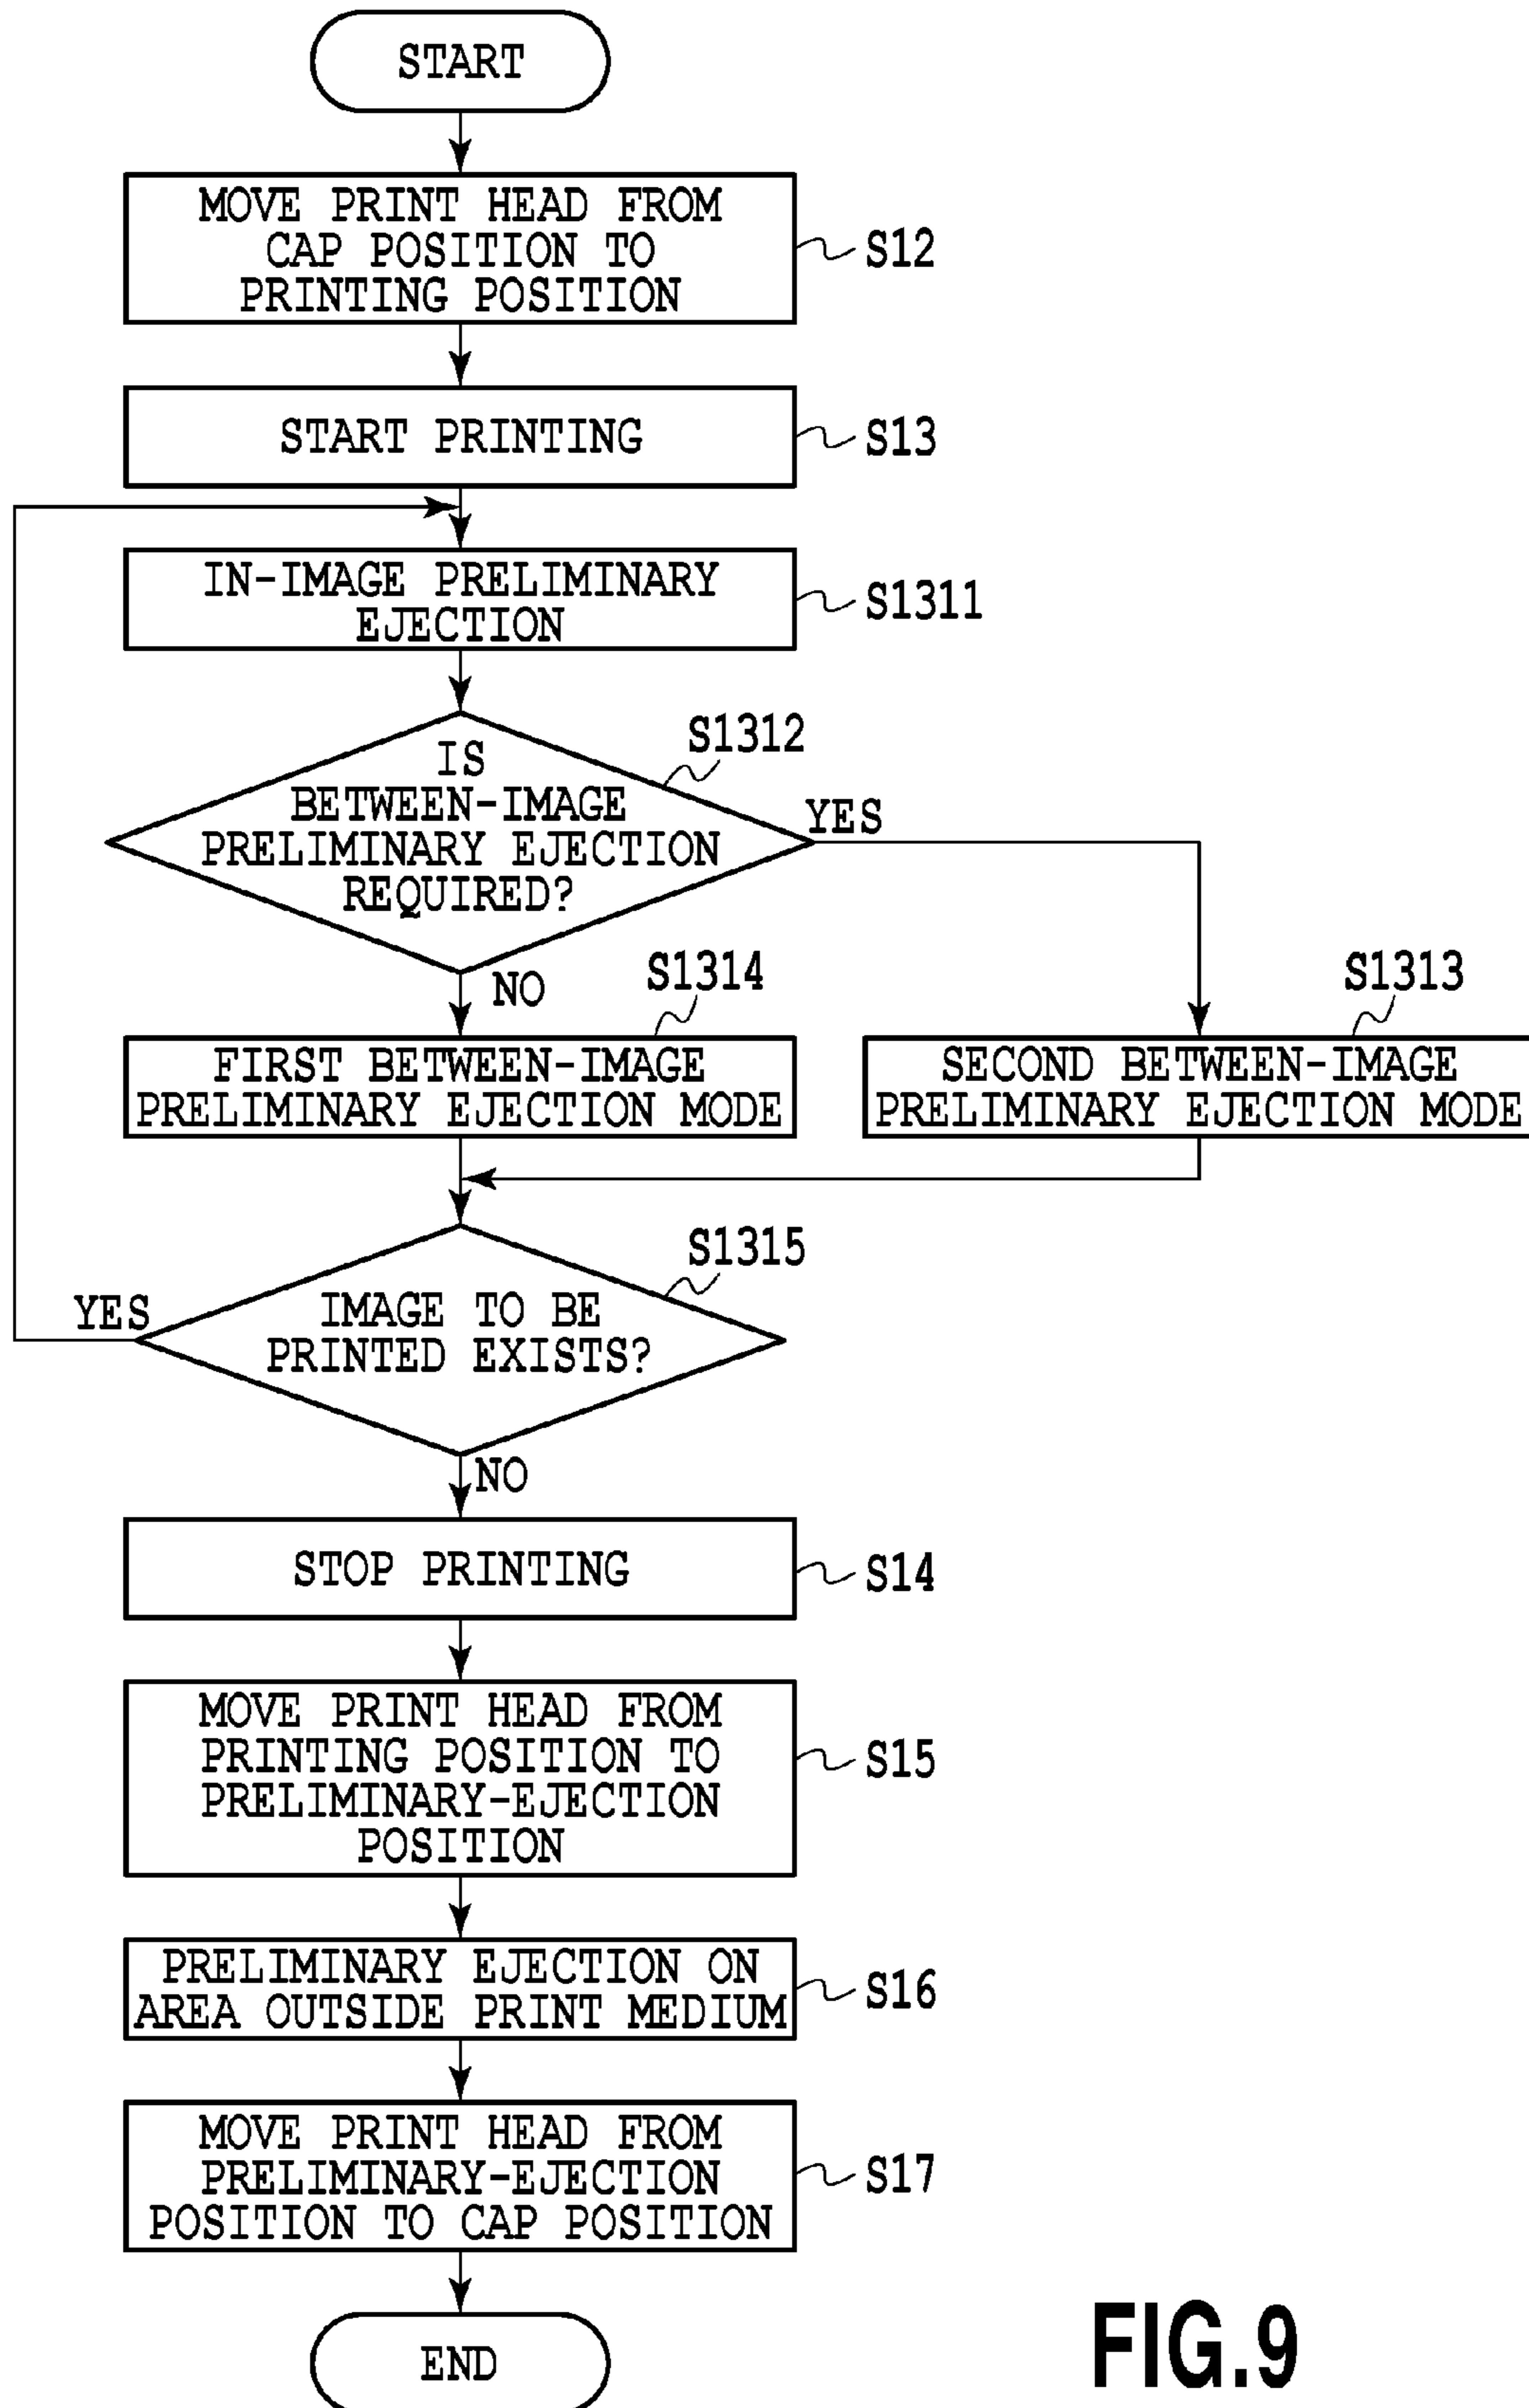 START
MOVE PRINT HEAD FROM
CAP POSITION TO
PRINTING POSITION
S12
START PRINTING
S13
IN-IMAGE PRELIMINARY
EJECTION
S1311
S1312
IS
BETWEEN-IMAGE
PRELIMINARY EJECTION
REQUIRED?
YES
NO
S1314
FIRST BETWEEN-IMAGE
PRELIMINARY EJECTION MODE
S1313
SECOND BETWEEN-IMAGE
PRELIMINARY EJECTION MODE
S1315
IMAGE TO BE
PRINTED EXISTS?
YES
NO
STOP PRINTING
S14
MOVE PRINT HEAD FROM
PRINTING POSITION TO
PRELIMINARY-EJECTION
POSITION
S15
PRELIMINARY EJECTION ON
AREA OUTSIDE PRINT MEDIUM
S16
MOVE PRINT HEAD FROM
PRELIMINARY-EJECTION
POSITION TO CAP POSITION
S17
END
FIG.9